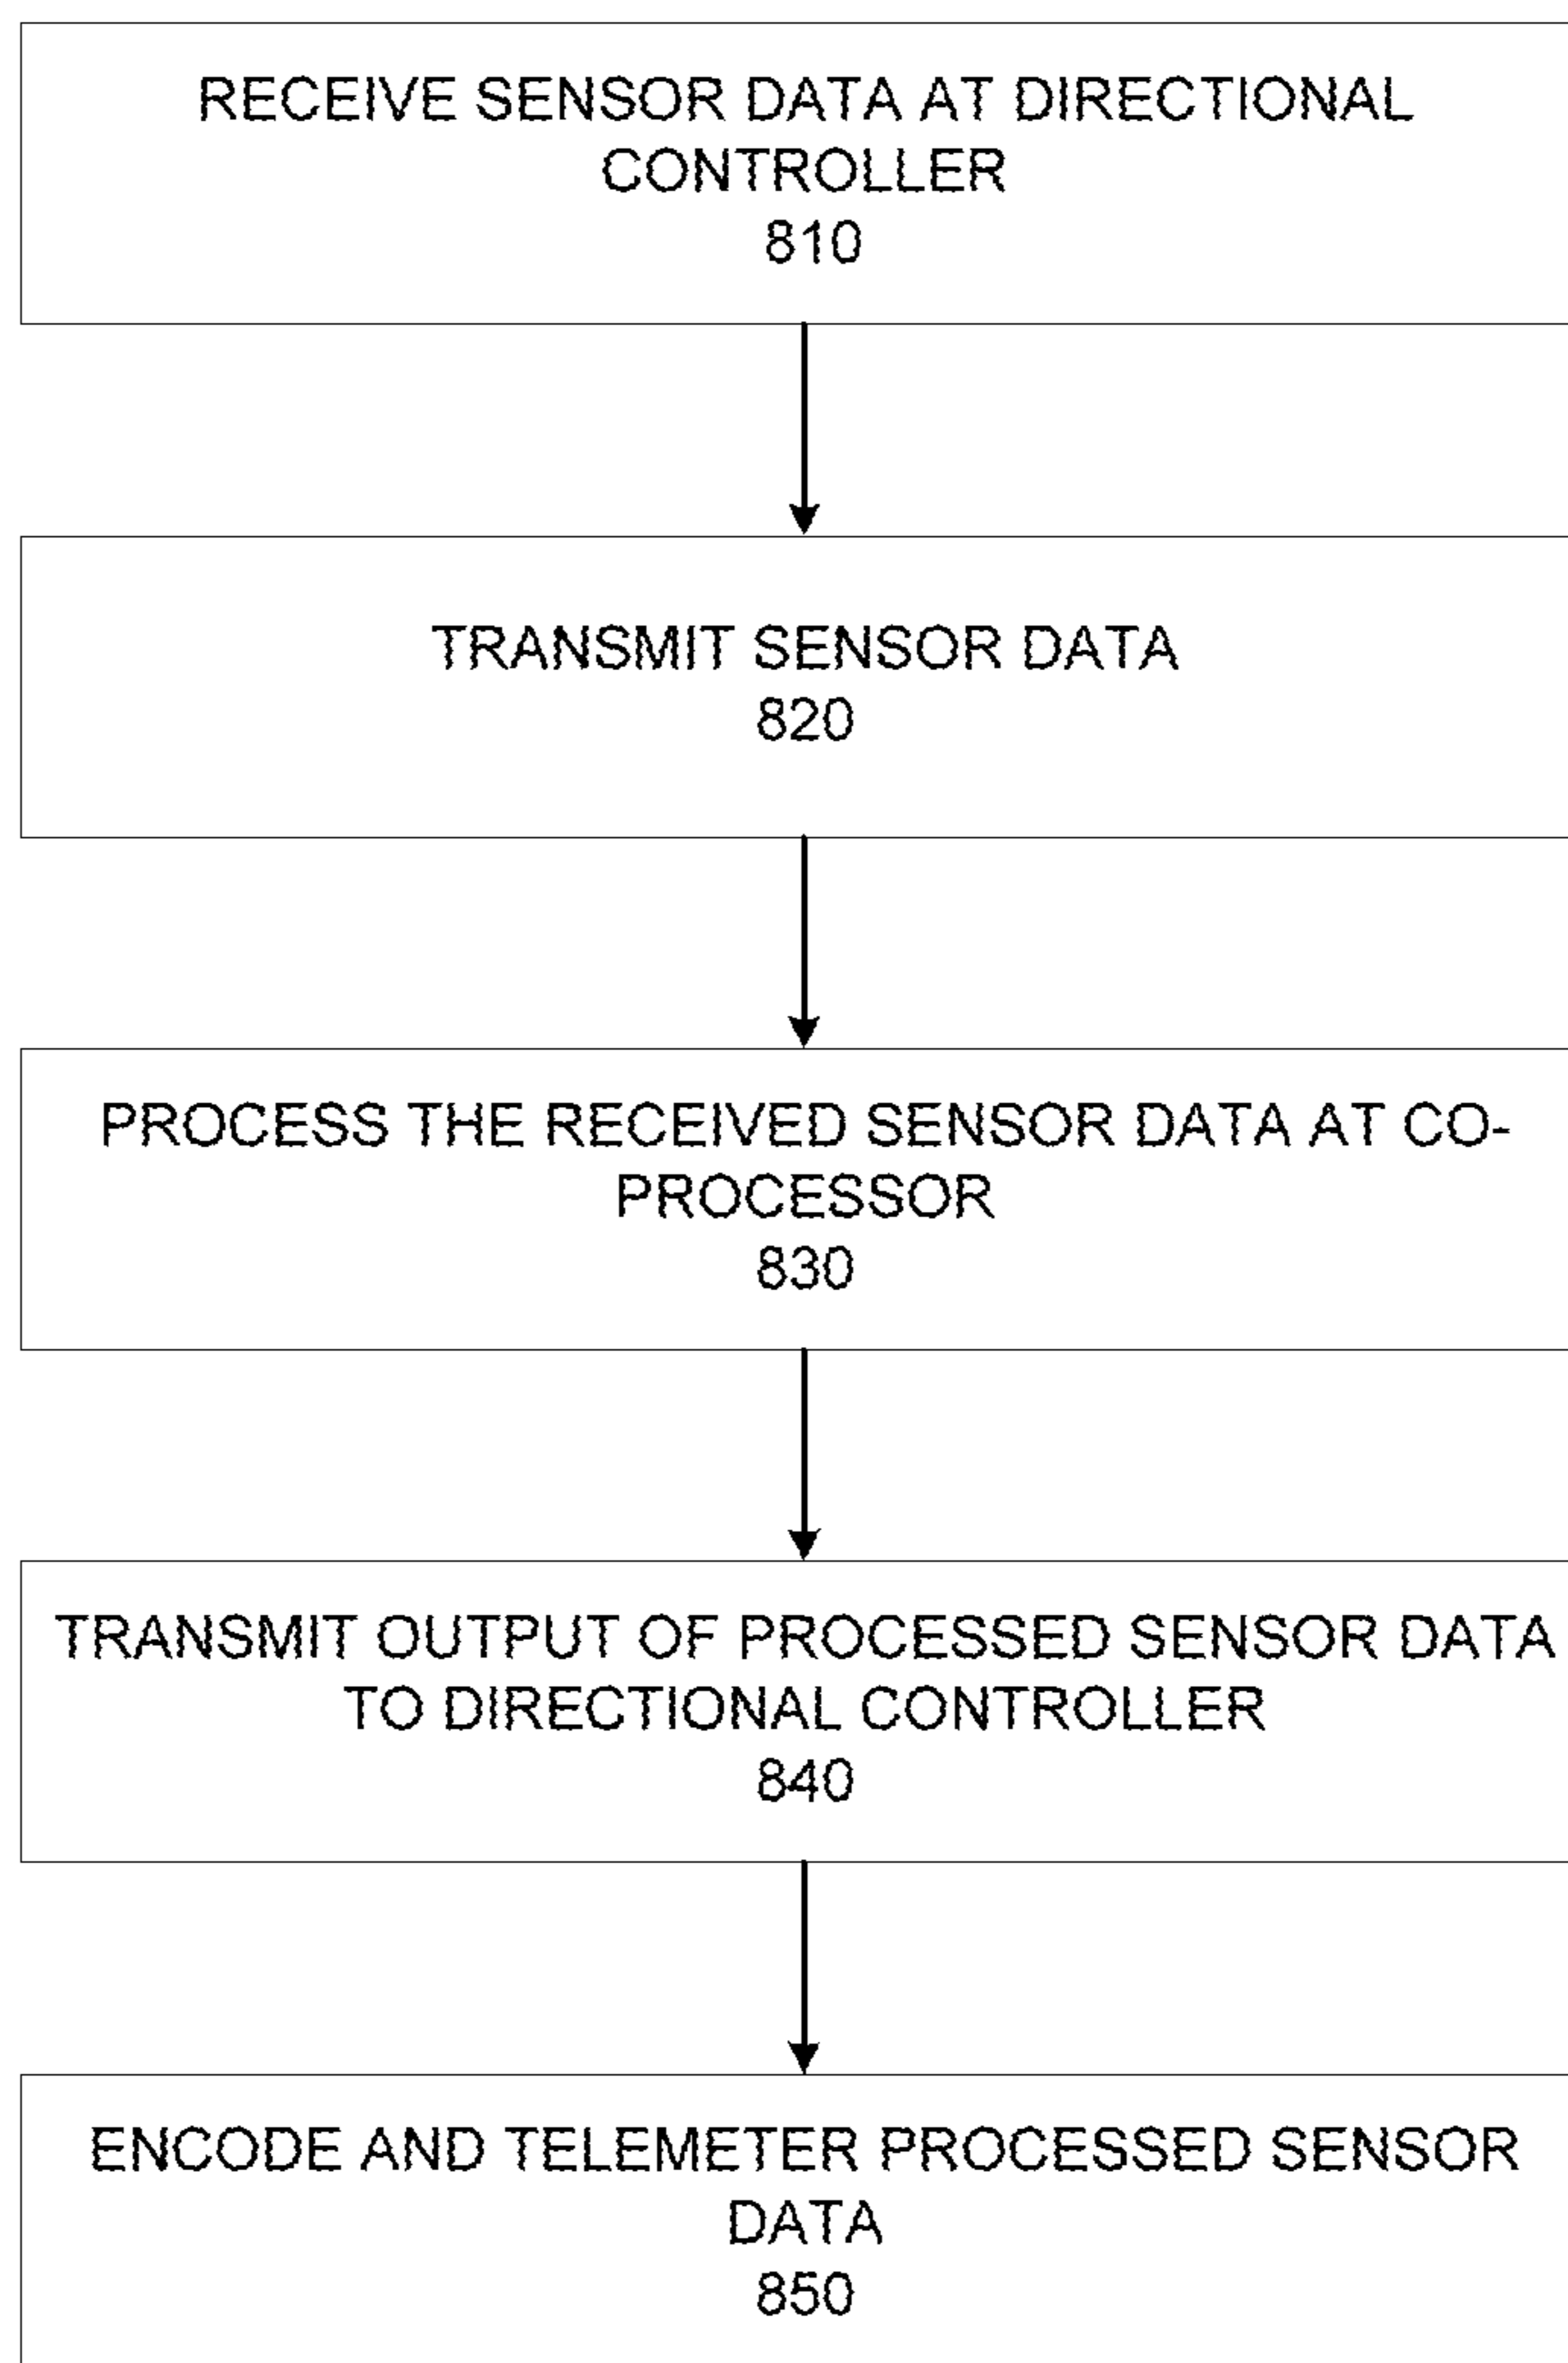 RECEIVE SENSOR DATA AT DIRECTIONAL
CONTROLLER
810
TRANSMIT SENSOR DATA
820
PROCESS THE RECEIVED SENSOR DATA AT CO-
PROCESSOR
830
TRANSMIT OUTPUT OF PROCESSED SENSOR DATA
TO DIRECTIONAL CONTROLLER
840
ENCODE AND TELEMETER PROCESSED SENSOR
DATA
850